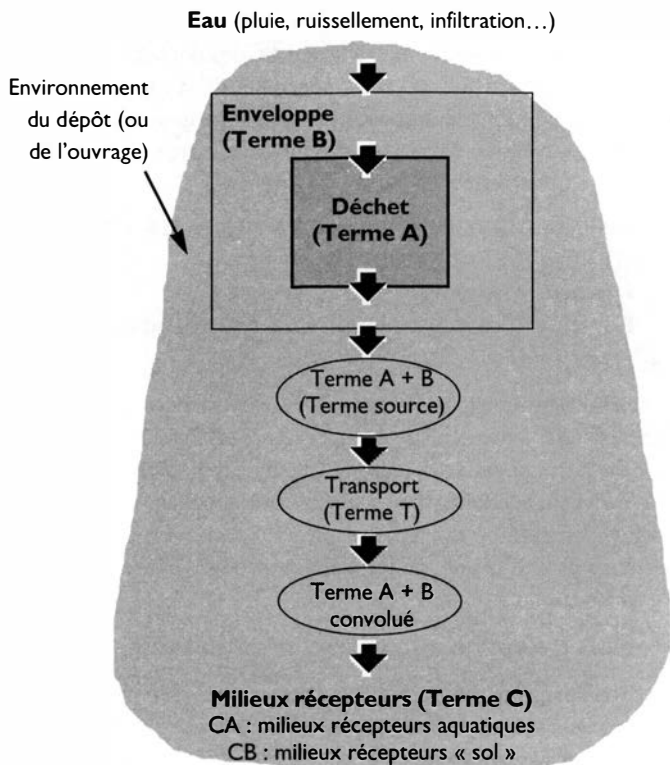 Eau (pluie, ruissellement, infiltration…)
Environnement
du dépôt (ou
de l'ouvrage)
Enveloppe
(Terme B)
Déchet
(Terme A)
Terme A + B
(Terme source)
Transport
(Terme T)
Terme A + B
convolué
Milieux récepteurs (Terme C)
CA : milieux récepteurs aquatiques
CB : milieux récepteurs « sol »